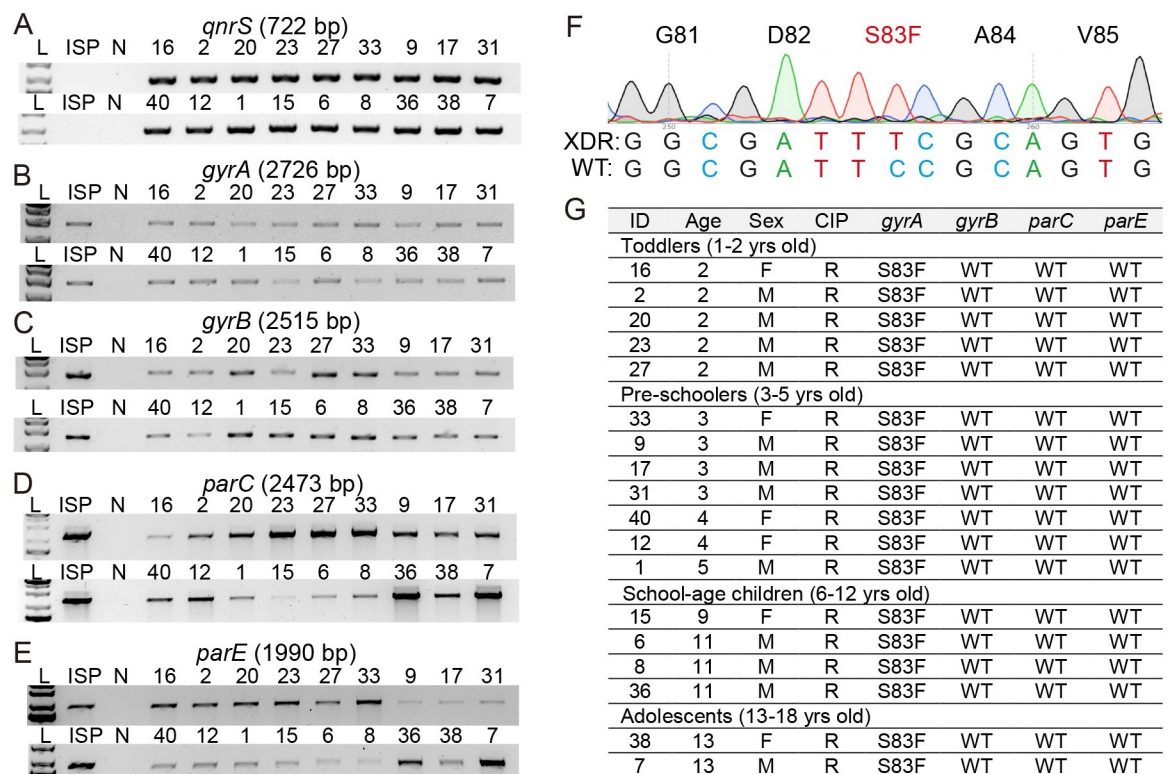 A
qnrS (722 bp)
L ISP N 16 2 20 23 27 33 9 17 31
L ISP N 40 12 1 15 6 8 36 38 7
B
gyrA (2726 bp)
L ISP N 16 2 20 23 27 33 9 17 31
L ISP N 40 12 1 15 6 8 36 38 7
C
gyrB (2515 bp)
L ISP N 16 2 20 23 27 33 9 17 31
L ISP N 40 12 1 15 6 8 36 38 7
D
parC (2473 bp)
L ISP N 16 2 20 23 27 33 9 17 31
L ISP N 40 12 1 15 6 8 36 38 7
E
parE (1990 bp)
L ISP N 16 2 20 23 27 33 9 17 31
L ISP N 40 12 1 15 6 8 36 38 7
F
G81 D82 S83F A84 V85
250 260
XDR: G G C G A T T T C G C A G T G
WT: G G C G A T T C C G C A G T G
G
ID Age Sex CIP gyrA gyrB parC parE
Toddlers (1-2 yrs old)
16 2 F R S83F WT WT WT
2 2 M R S83F WT WT WT
20 2 M R S83F WT WT WT
23 2 M R S83F WT WT WT
27 2 M R S83F WT WT WT
Pre-schoolers (3-5 yrs old)
33 3 F R S83F WT WT WT
9 3 M R S83F WT WT WT
17 3 M R S83F WT WT WT
31 3 M R S83F WT WT WT
40 4 F R S83F WT WT WT
12 4 F R S83F WT WT WT
1 5 M R S83F WT WT WT
School-age children (6-12 yrs old)
15 9 F R S83F WT WT WT
6 11 M R S83F WT WT WT
8 11 M R S83F WT WT WT
36 11 M R S83F WT WT WT
Adolescents (13-18 yrs old)
38 13 F R S83F WT WT WT
7 13 M R S83F WT WT WT